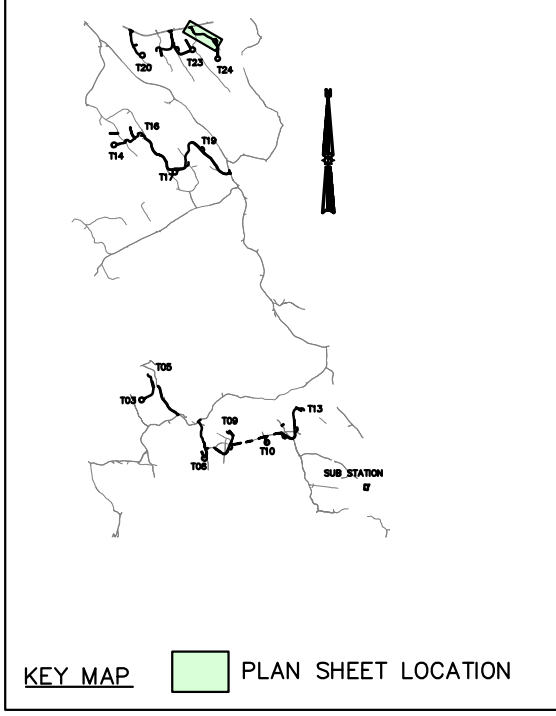 T20
T23
T24
T16
T19
T14
T17
T05
T03
T09
T13
T10
SUB STATION
KEY MAP
PLAN SHEET LOCATION